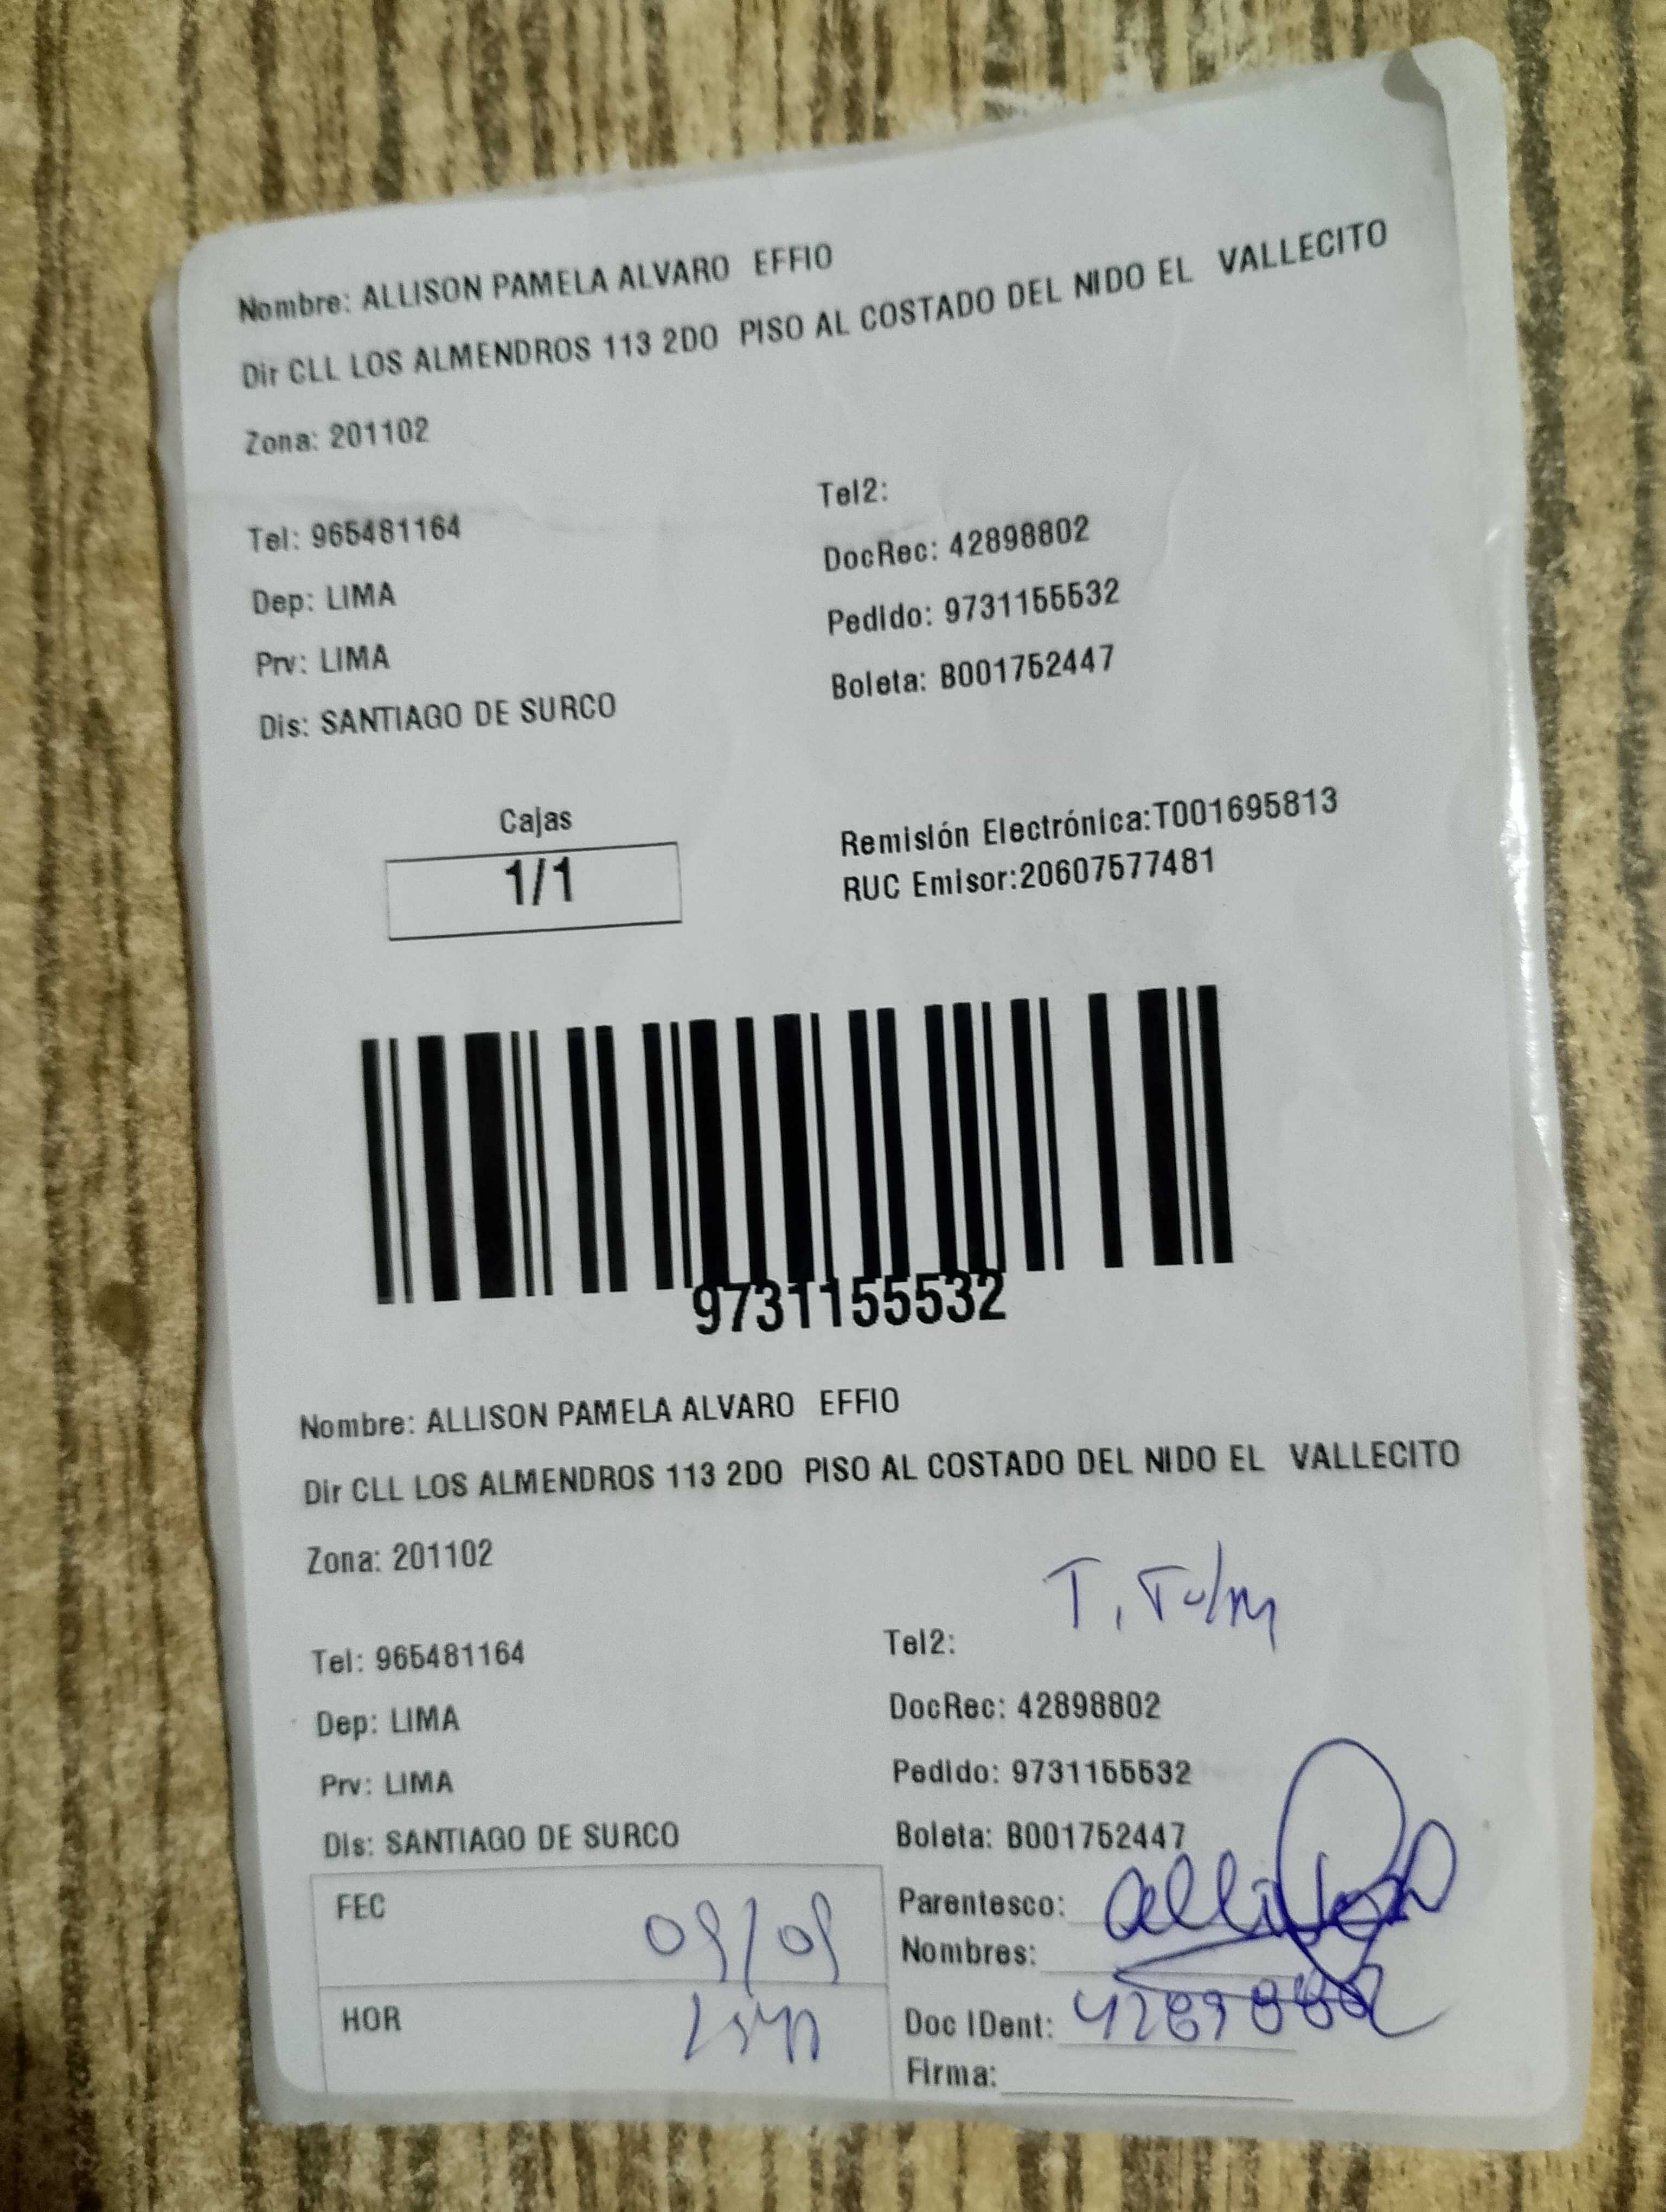 Nombre: ALLISON PAMELA ALVARO EFFIO
Dir CLL LOS ALMENDROS 113 2DO PISO AL COSTADO DEL NIDO EL VALLECITO
Zona: 201102
Tel: 965481164
Tel2:
Dep: LIMA
DocRec: 42898802
Prv: LIMA
Pedido: 9731155532
Dis: SANTIAGO DE SURCO
Boleta: B001752447
Cajas
1/1
Remisión Electrónica:T001695813
RUC Emisor:20607577481
9731155532
Nombre: ALLISON PAMELA ALVARO EFFIO
Dir CLL LOS ALMENDROS 113 2DO PISO AL COSTADO DEL NIDO EL VALLECITO
Zona: 201102
Tel: 965481164
Tel2:
Dep: LIMA
DocRec: 42898802
Prv: LIMA
Pedido: 9731155532
Dis: SANTIAGO DE SURCO
Boleta: B001752447
FEC 09/09
HOR
Parentesco: Allison
Nombres:
Doc IDent: 42898802
Firma: